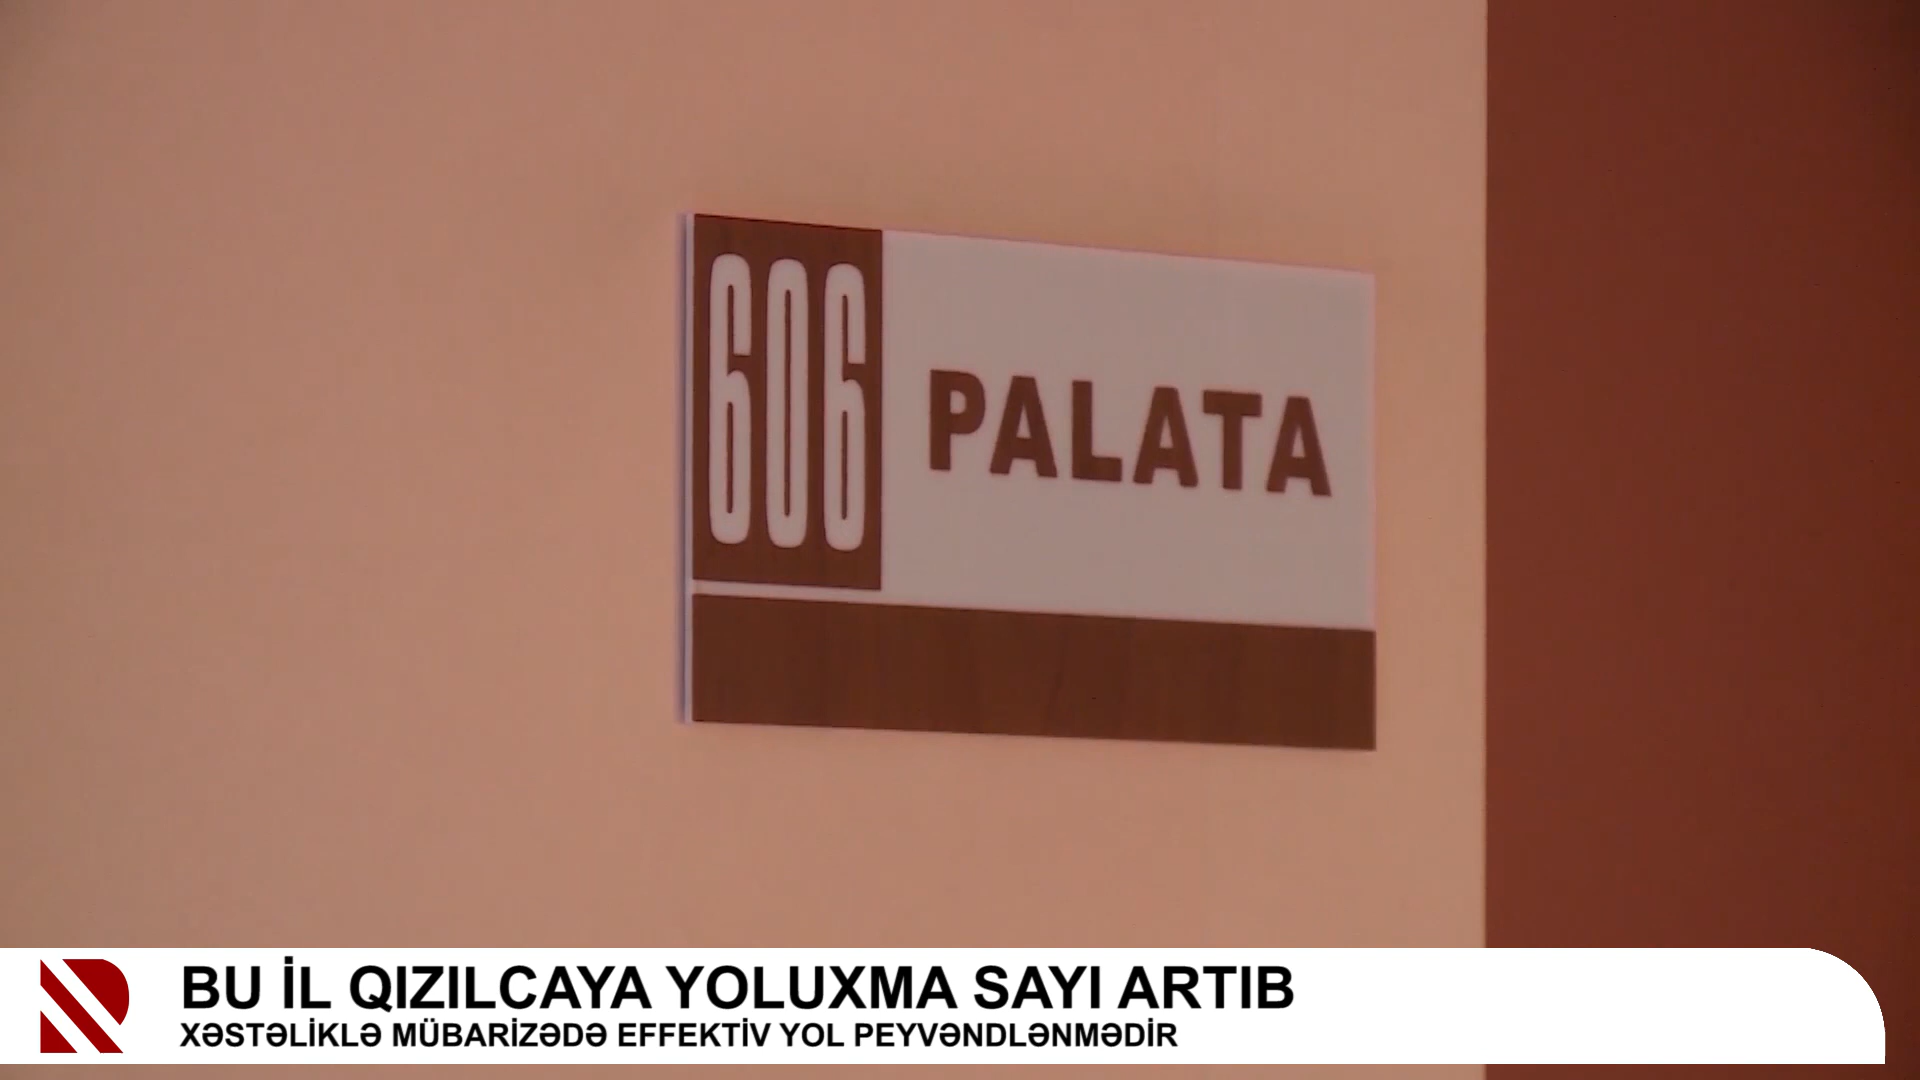 606
PALATA
BU İL QIZILCAYA YOLUXMA SAYI ARTIB
XƏSTƏLİKLƏ MÜBARİZƏDƏ EFFEKTİV YOL PEYVƏNDLƏNMƏDİR